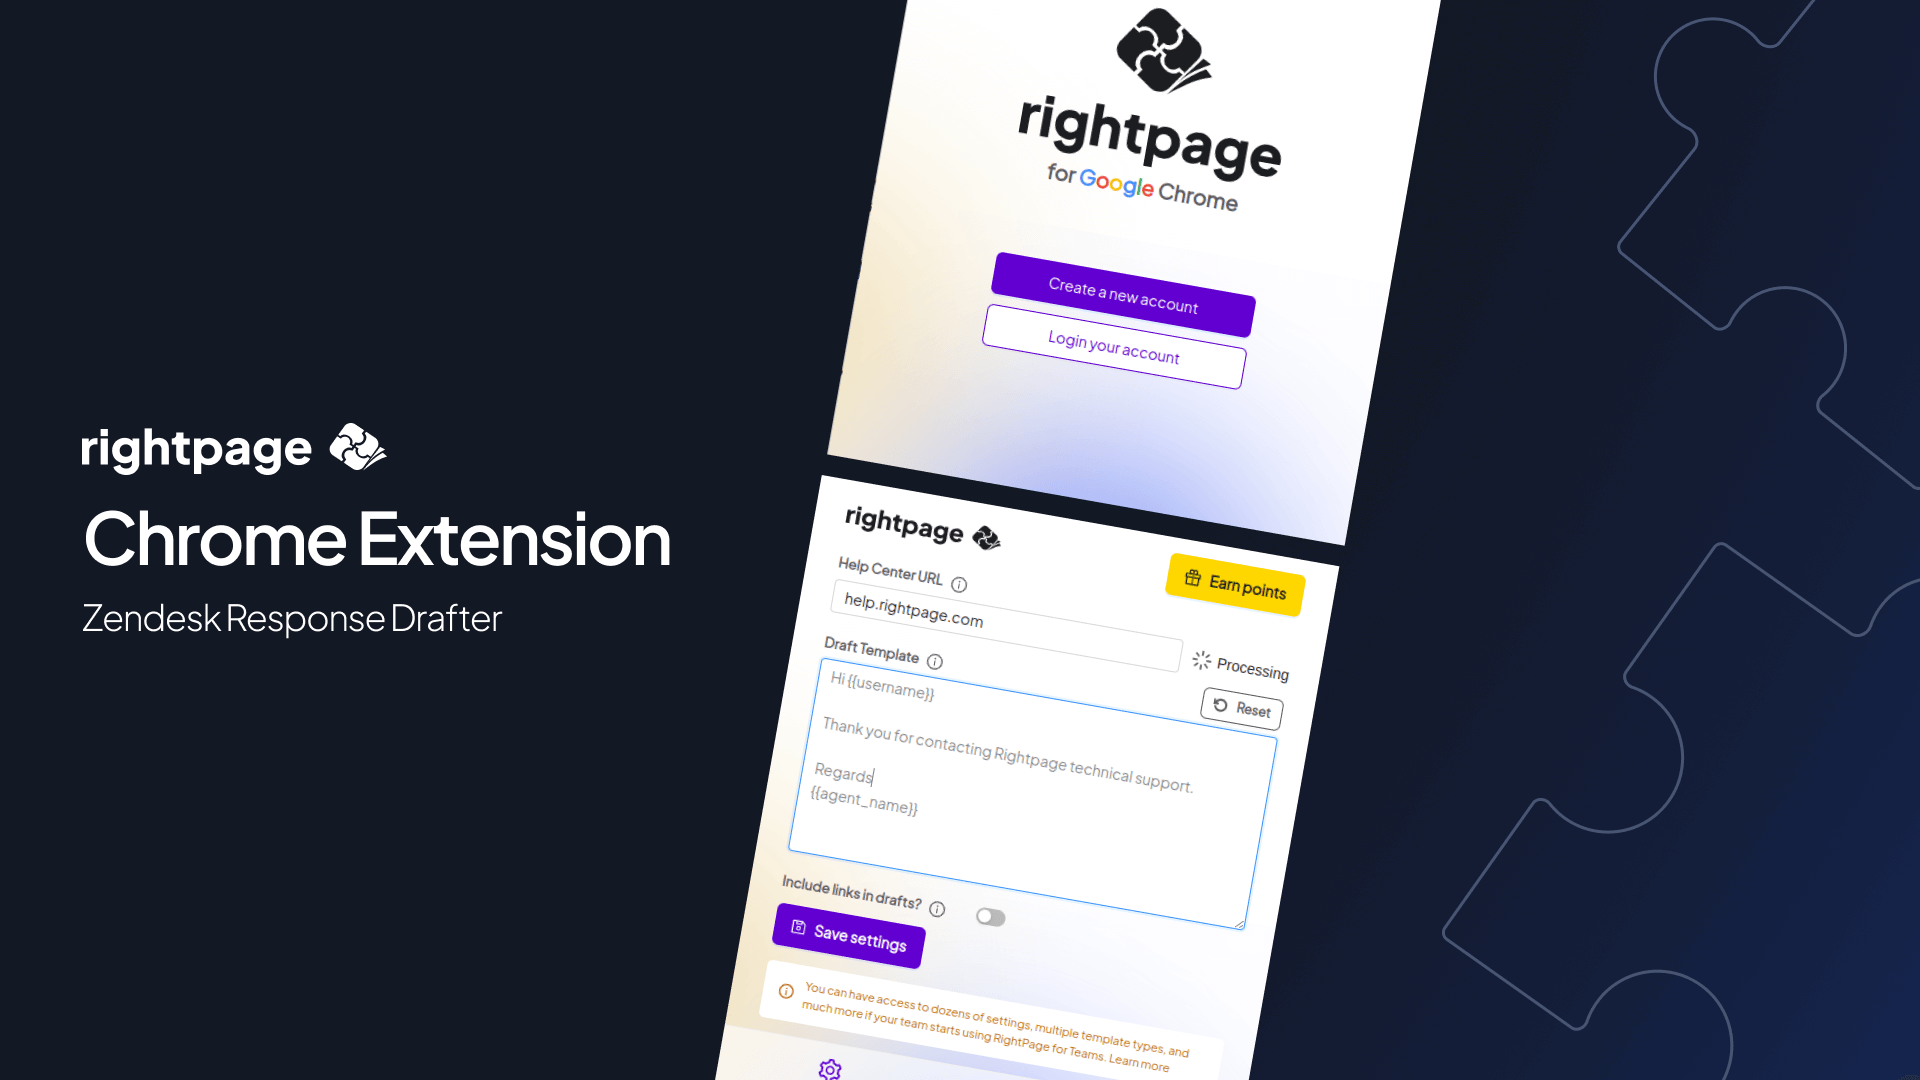 rightpage
Chrome Extension
Zendesk Response Drafter
rightpage
for Google Chrome
Create a new account
Login your account
rightpage
Earn points
Help Center URL
help.rightpage.com
Processing
Draft Template
Reset
Hi {{username}}
Thank you for contacting Rightpage technical support.
Regards
{{agent_name}}
Include links in drafts?
Save settings
You can have access to dozens of settings, multiple template types, and
much more if your team starts using RightPage for Teams. Learn more